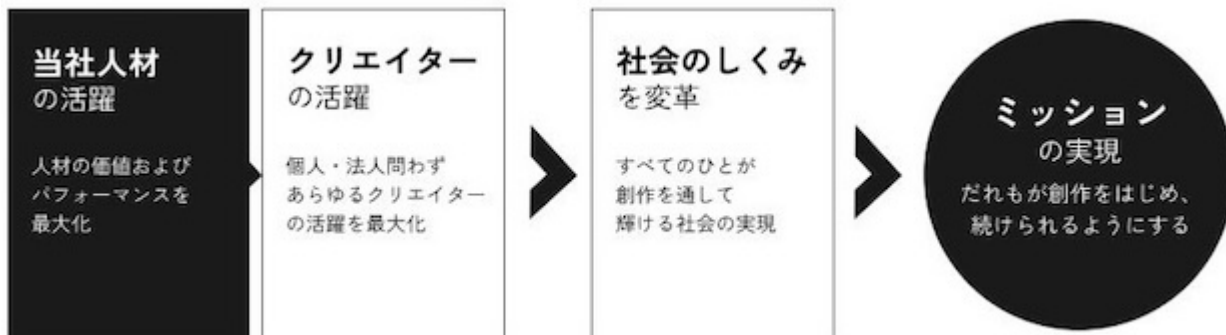 当社人材
の活躍
人材の価値および
パフォーマンスを
最大化
クリエイター
の活躍
個人・法人問わず
あらゆるクリエイター
の活躍を最大化
社会のしくみ
を変革
すべてのひとが
創作を通して
輝ける社会の実現
ミッション
の実現
だれもが創作をはじめ、
続けられるようにする